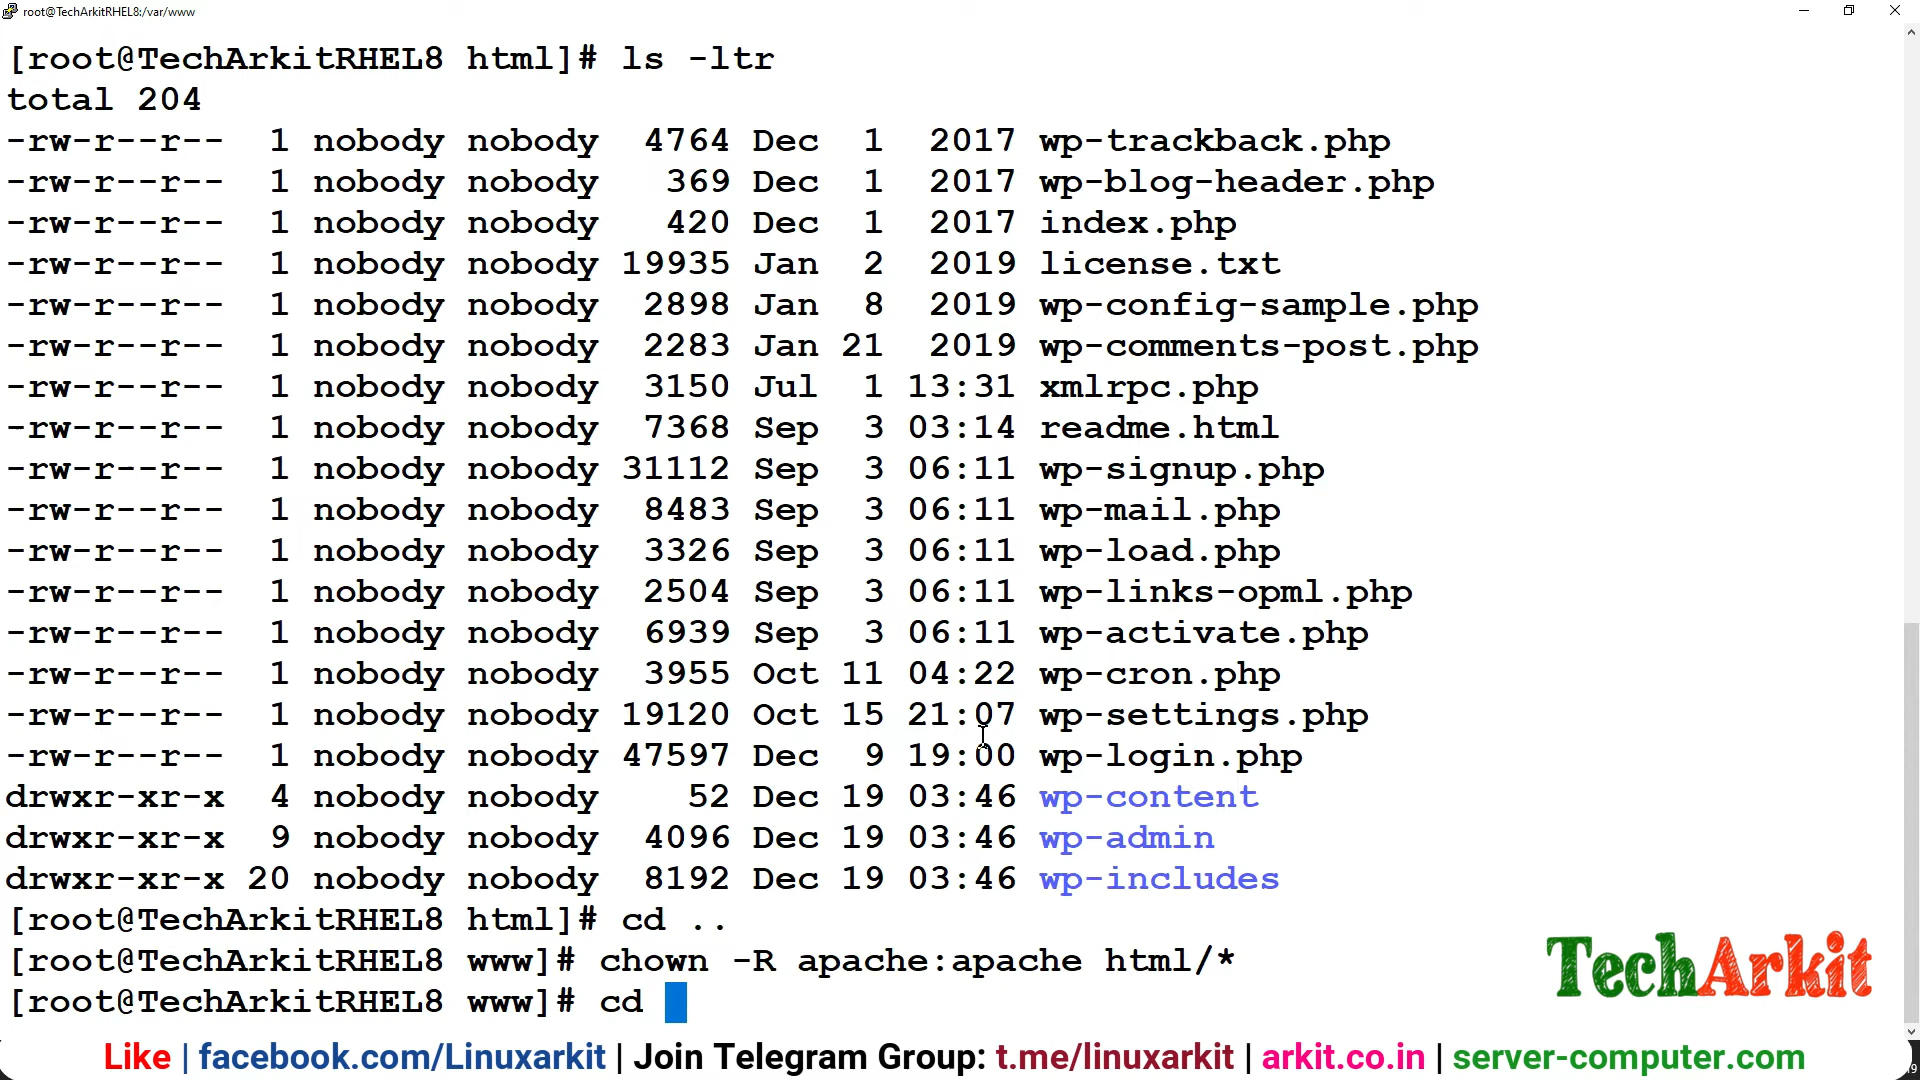 root@TechArkitRHEL8:/var/www
[root@TechArkitRHEL8 html]# ls -ltr
total 204
-rw-r--r--  1 nobody nobody  4764 Dec  1  2017 wp-trackback.php
-rw-r--r--  1 nobody nobody   369 Dec  1  2017 wp-blog-header.php
-rw-r--r--  1 nobody nobody   420 Dec  1  2017 index.php
-rw-r--r--  1 nobody nobody 19935 Jan  2  2019 license.txt
-rw-r--r--  1 nobody nobody  2898 Jan  8  2019 wp-config-sample.php
-rw-r--r--  1 nobody nobody  2283 Jan 21  2019 wp-comments-post.php
-rw-r--r--  1 nobody nobody  3150 Jul  1 13:31 xmlrpc.php
-rw-r--r--  1 nobody nobody  7368 Sep  3 03:14 readme.html
-rw-r--r--  1 nobody nobody 31112 Sep  3 06:11 wp-signup.php
-rw-r--r--  1 nobody nobody  8483 Sep  3 06:11 wp-mail.php
-rw-r--r--  1 nobody nobody  3326 Sep  3 06:11 wp-load.php
-rw-r--r--  1 nobody nobody  2504 Sep  3 06:11 wp-links-opml.php
-rw-r--r--  1 nobody nobody  6939 Sep  3 06:11 wp-activate.php
-rw-r--r--  1 nobody nobody  3955 Oct 11 04:22 wp-cron.php
-rw-r--r--  1 nobody nobody 19120 Oct 15 21:07 wp-settings.php
-rw-r--r--  1 nobody nobody 47597 Dec  9 19:00 wp-login.php
drwxr-xr-x  4 nobody nobody    52 Dec 19 03:46 wp-content
drwxr-xr-x  9 nobody nobody  4096 Dec 19 03:46 wp-admin
drwxr-xr-x 20 nobody nobody  8192 Dec 19 03:46 wp-includes
[root@TechArkitRHEL8 html]# cd ..
[root@TechArkitRHEL8 www]# chown -R apache:apache html/*
[root@TechArkitRHEL8 www]# cd
TechArkit
Like | facebook.com/Linuxarkit | Join Telegram Group: t.me/linuxarkit | arkit.co.in | server-computer.com